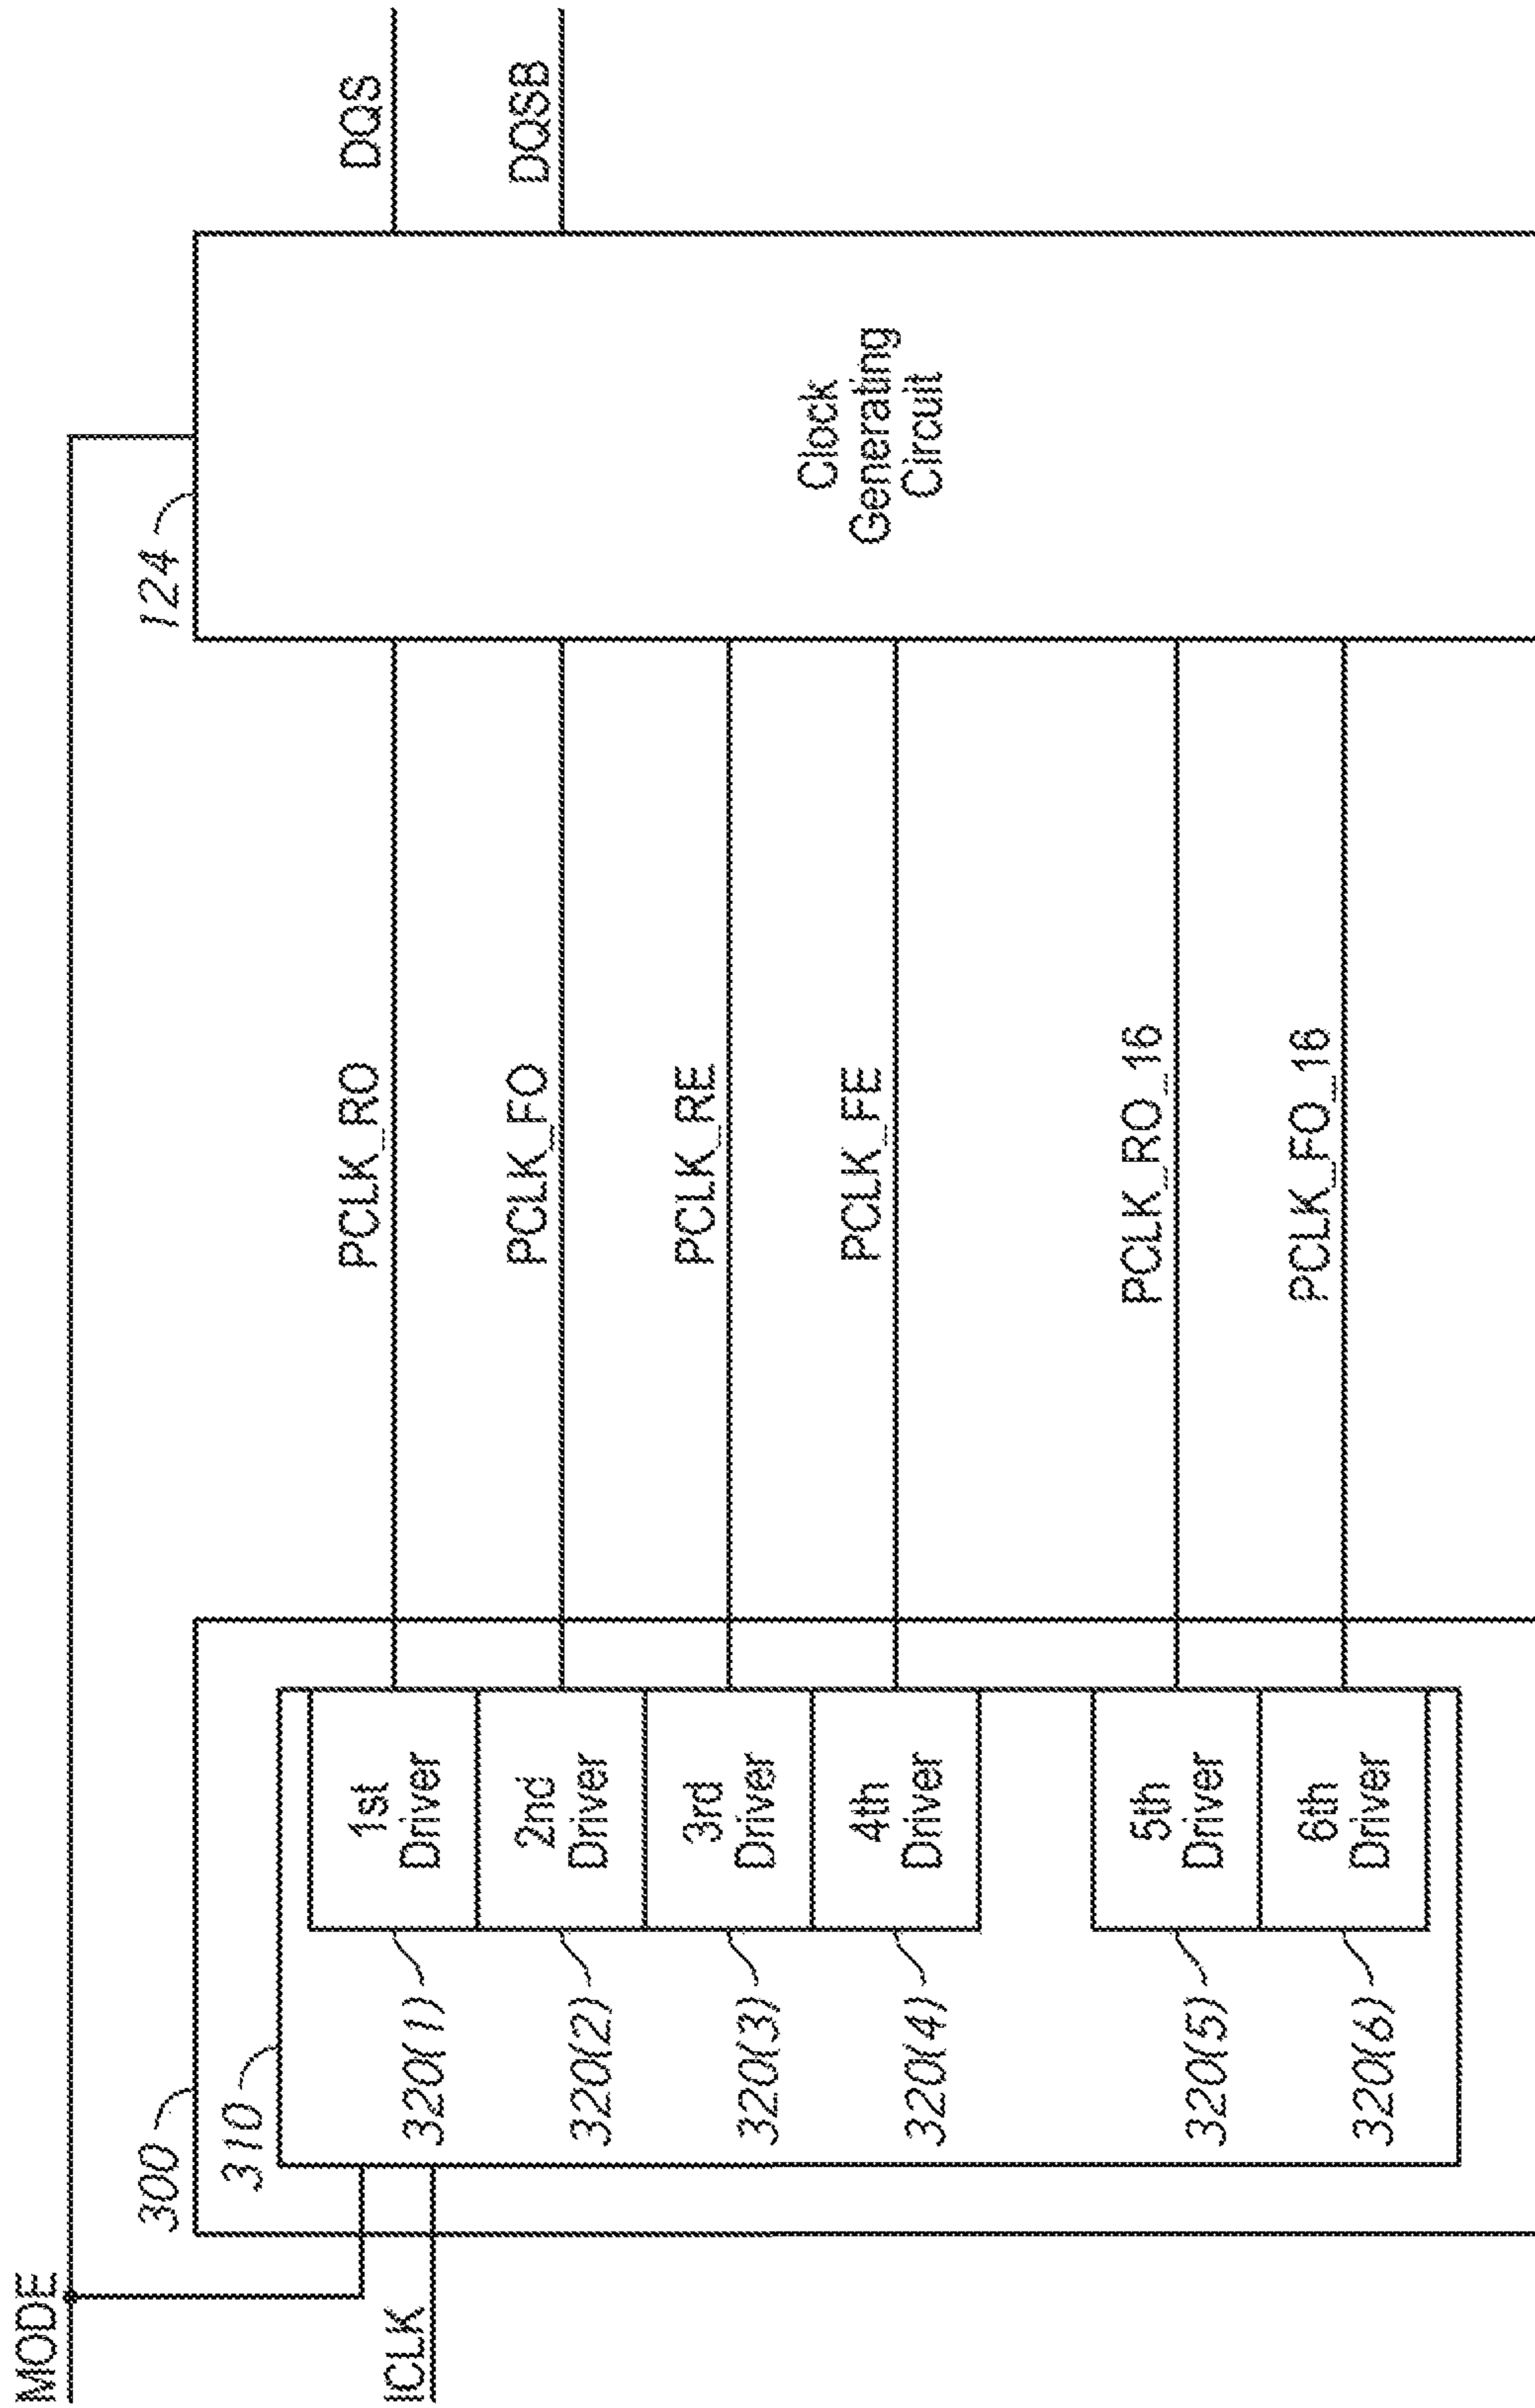 MODE
ICLK
300
310
320(1)
1st
Driver
320(2)
2nd
Driver
320(3)
3rd
Driver
320(4)
4th
Driver
320(5)
5th
Driver
320(6)
6th
Driver
PCLK_RO
PCLK_FO
PCLK_RE
PCLK_FE
PCLK_RO_16
PCLK_FO_16
124
Clock
Generating
Circuit
DQS
DQSB